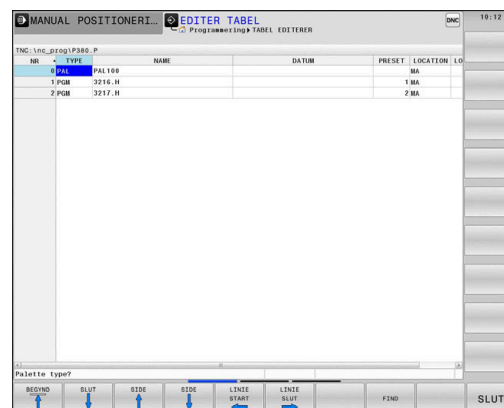 MANUAL POSITIONERI... EDITER TABEL DNC 10:12
Programmering TABEL EDITERER
TNC:\nc_prog\P380.P
NR TYPE NAME DATUM PRESET LOCATION LO
0 PAL PAL100 MA
1 PGM 3216.H 1 MA
2 PGM 3217.H 2 MA
Palette type?
BEGYND SLUT SIDE SIDE LINIE START LINIE SLUT FIND SLUT